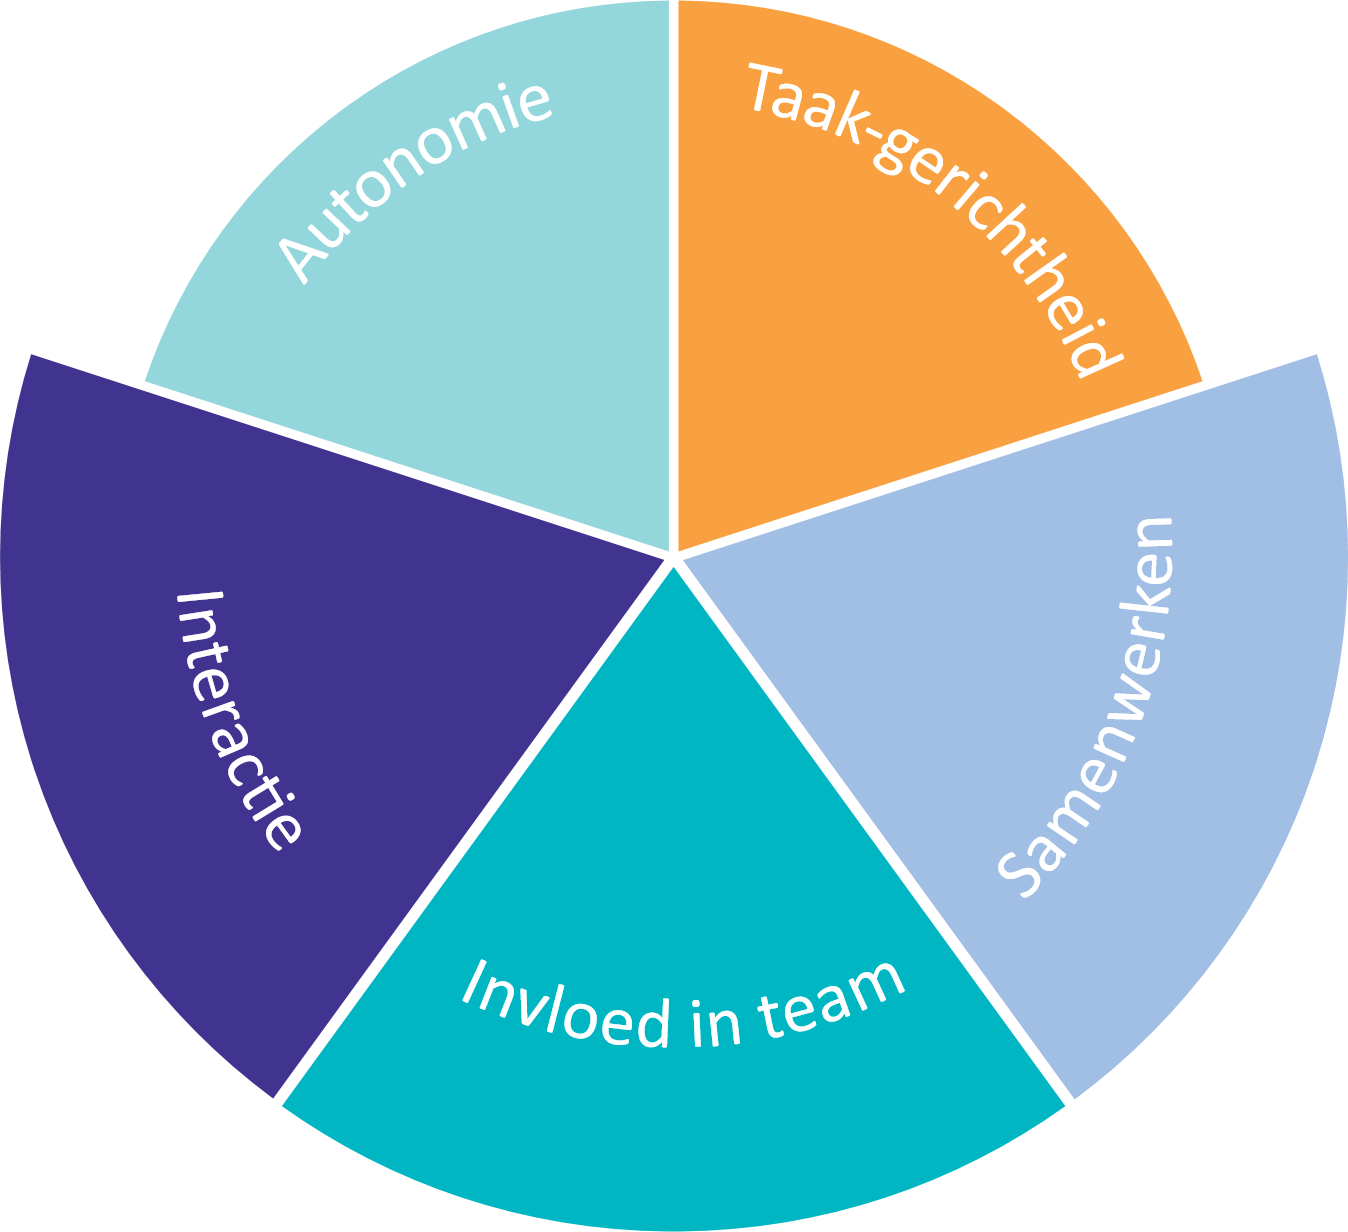 Autonomie
Taak-gerichtheid
Samenwerken
Invloed in team
Interactie